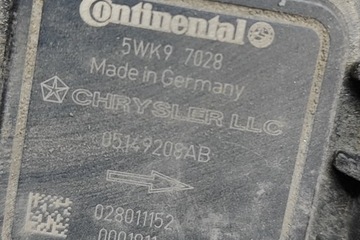 Continental
5WK9 7028
Made in Germany
CHRYSLER LLC
05149208AB
028011152